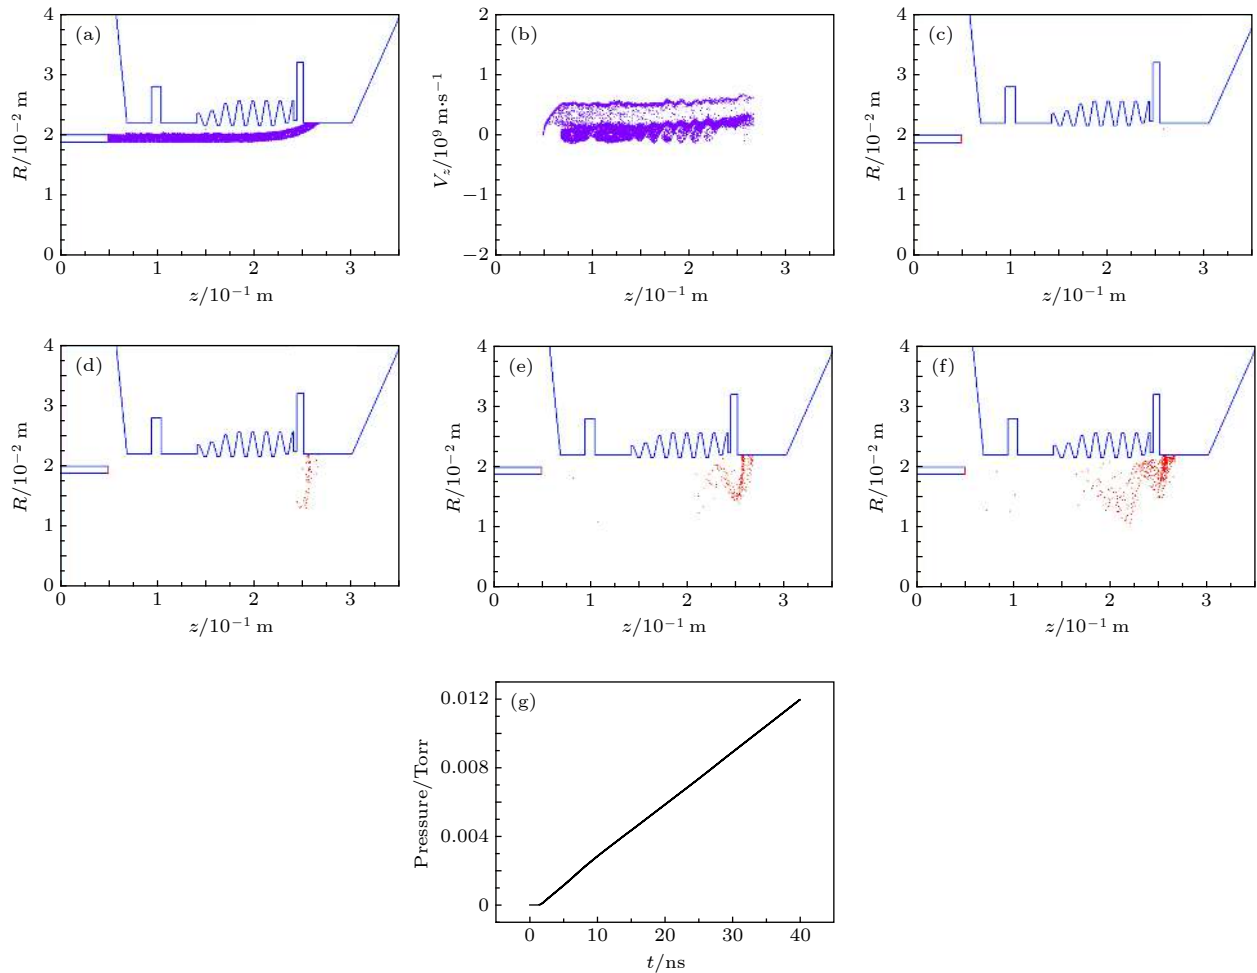 (a)
4
3
2
1
0
R/10⁻² m
0 1 2 3
z/10⁻¹ m
(b)
2
1
0
−1
−2
V_z/10⁹ m·s⁻¹
0 1 2 3
z/10⁻¹ m
(c)
4
3
2
1
0
R/10⁻² m
0 1 2 3
z/10⁻¹ m
(d)
4
3
2
1
0
R/10⁻² m
0 1 2 3
z/10⁻¹ m
(e)
4
3
2
1
0
R/10⁻² m
0 1 2 3
z/10⁻¹ m
(f)
4
3
2
1
0
R/10⁻² m
0 1 2 3
z/10⁻¹ m
(g)
0.012
0.008
0.004
0
Pressure/Torr
0 10 20 30 40
t/ns